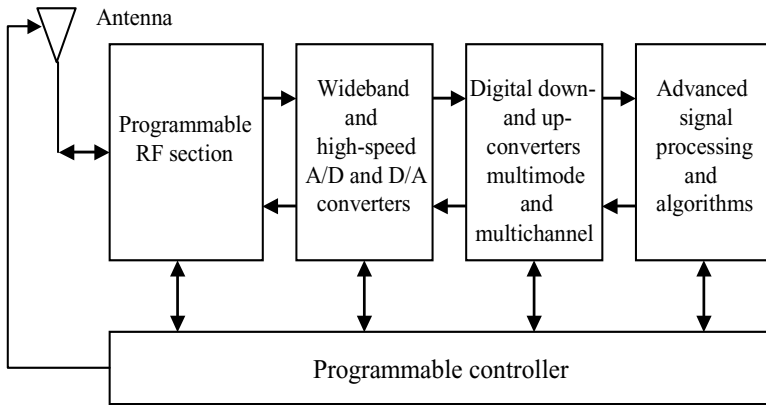 Antenna
Programmable
RF section
Wideband
and
high-speed
A/D and D/A
converters
Digital down-
and up-
converters
multimode
and
multichannel
Advanced
signal
processing
and
algorithms
Programmable controller